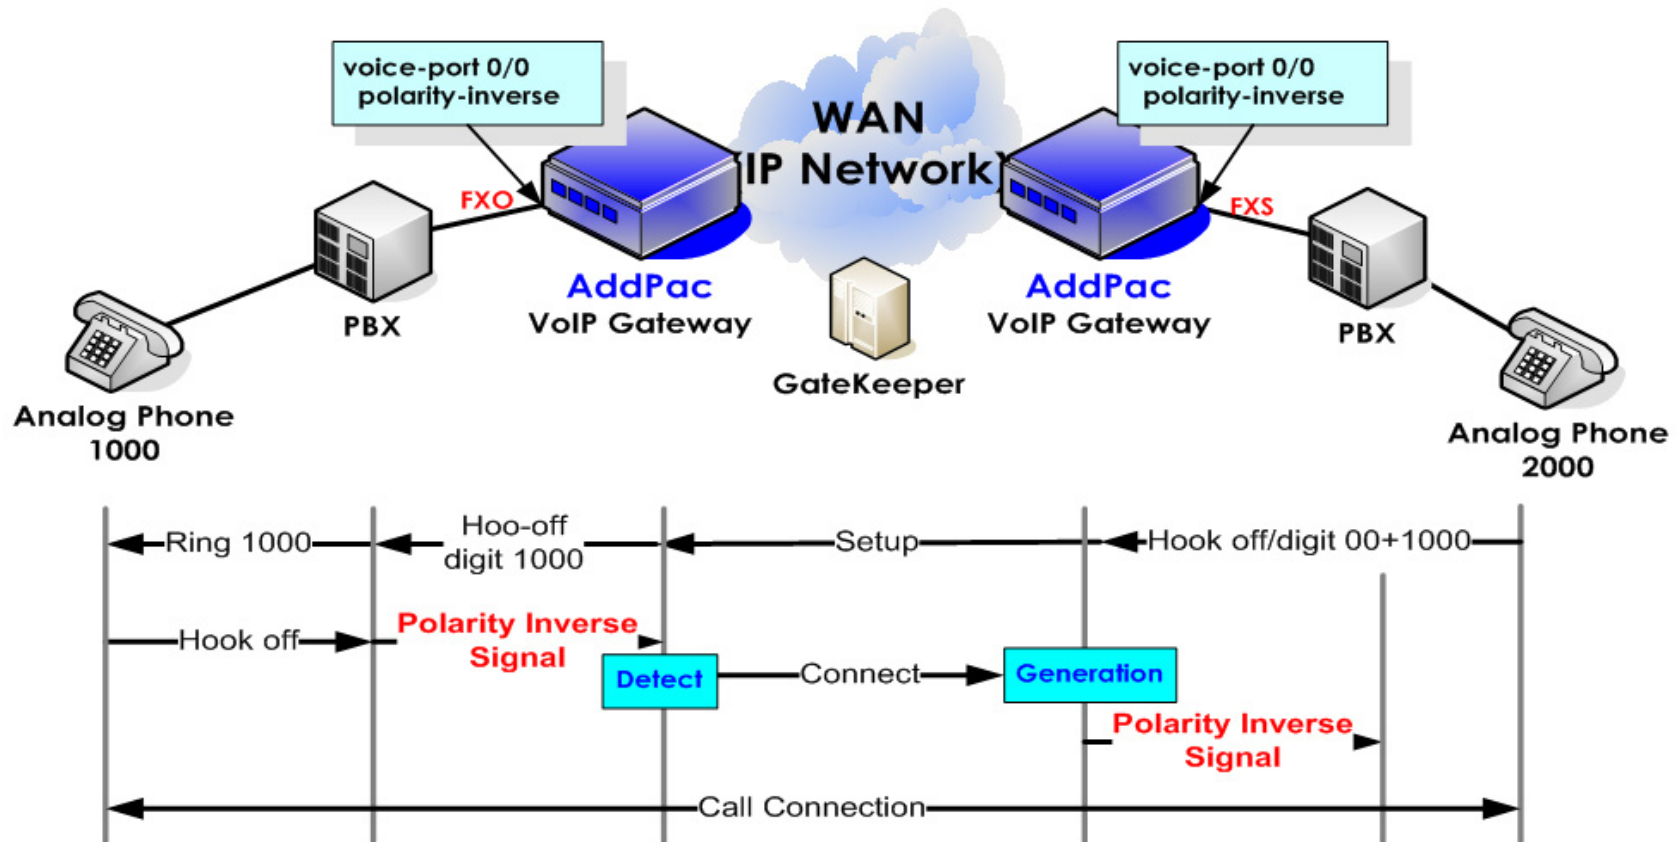 voice-port 0/0
polarity-inverse
voice-port 0/0
polarity-inverse
WAN
(IP Network)
FXO
FXS
AddPac
VoIP Gateway
AddPac
VoIP Gateway
PBX
PBX
GateKeeper
Analog Phone
1000
Analog Phone
2000
Ring 1000
Hoo-off
digit 1000
Setup
Hook off/digit 00+1000
Hook off
Polarity Inverse
Signal
Detect
Connect
Generation
Polarity Inverse
Signal
Call Connection